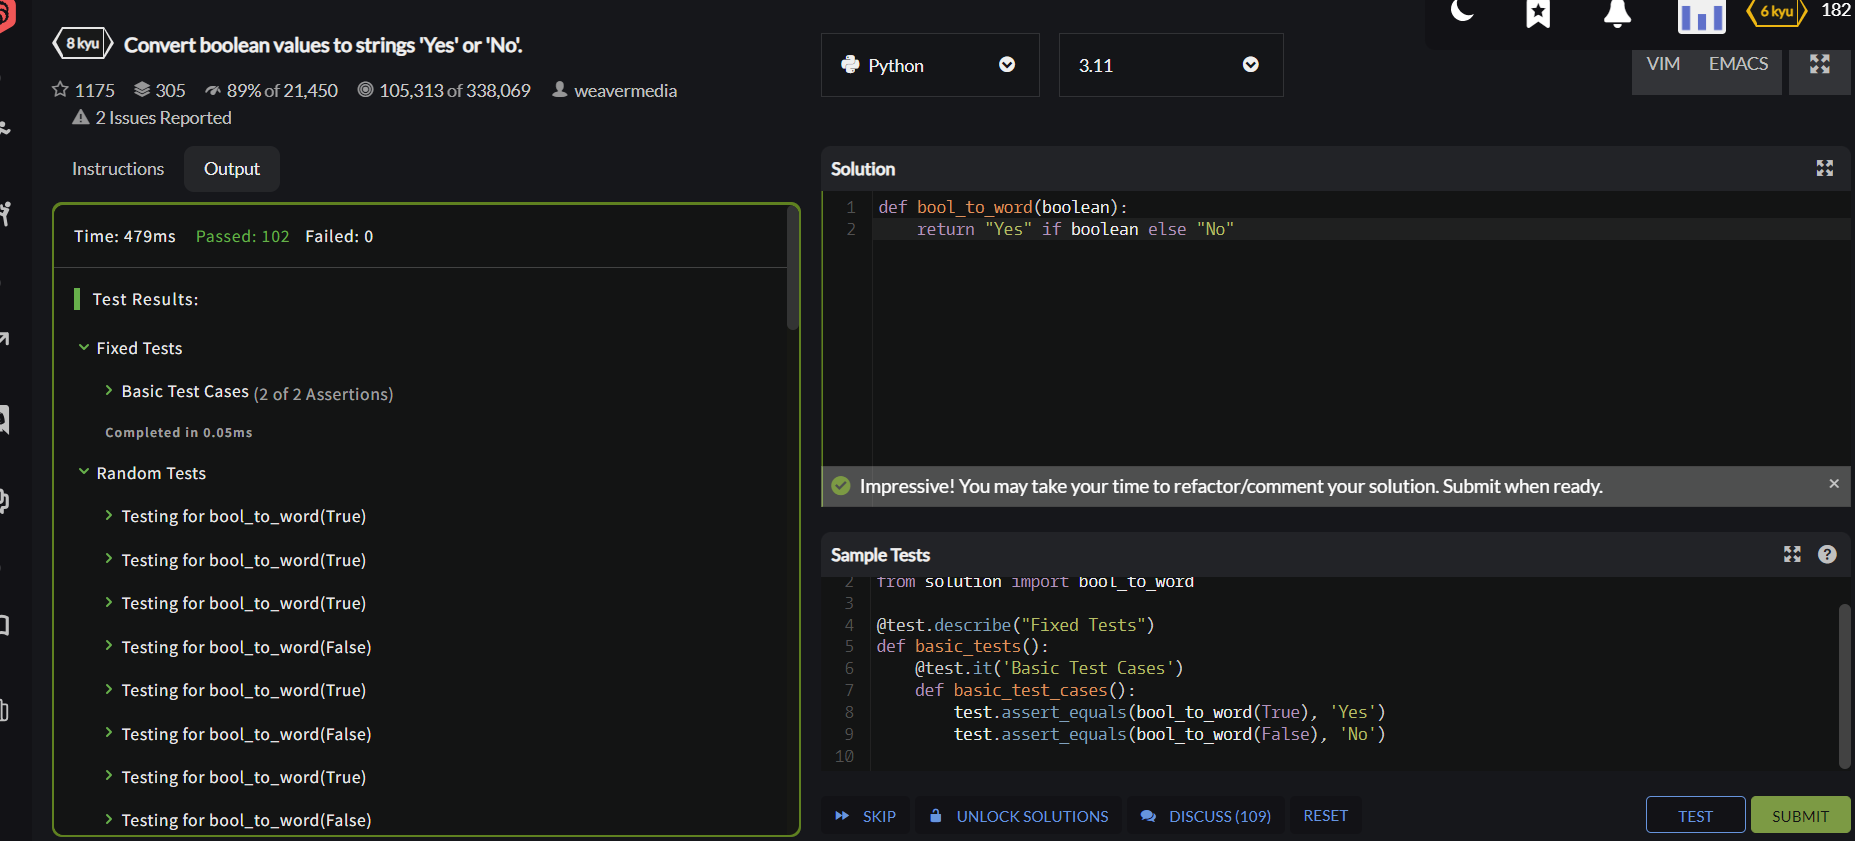 8 kyu Convert boolean values to strings 'Yes' or 'No'.
1175 305 89% of 21,450 105,313 of 338,069 weavermedia
2 Issues Reported
Instructions Output
Time: 479ms Passed: 102 Failed: 0
Test Results:
Fixed Tests
Basic Test Cases (2 of 2 Assertions)
Completed in 0.05ms
Random Tests
Testing for bool_to_word(True)
Testing for bool_to_word(True)
Testing for bool_to_word(True)
Testing for bool_to_word(False)
Testing for bool_to_word(True)
Testing for bool_to_word(False)
Testing for bool_to_word(True)
Testing for bool_to_word(False)
6 kyu 182
Python 3.11
VIM EMACS
Solution
1 def bool_to_word(boolean):
2 return "Yes" if boolean else "No"
Impressive! You may take your time to refactor/comment your solution. Submit when ready. ×
Sample Tests ?
2 from solution import bool_to_word
3
4 @test.describe("Fixed Tests")
5 def basic_tests():
6 @test.it('Basic Test Cases')
7 def basic_test_cases():
8 test.assert_equals(bool_to_word(True), 'Yes')
9 test.assert_equals(bool_to_word(False), 'No')
10
SKIP UNLOCK SOLUTIONS DISCUSS (109) RESET TEST SUBMIT